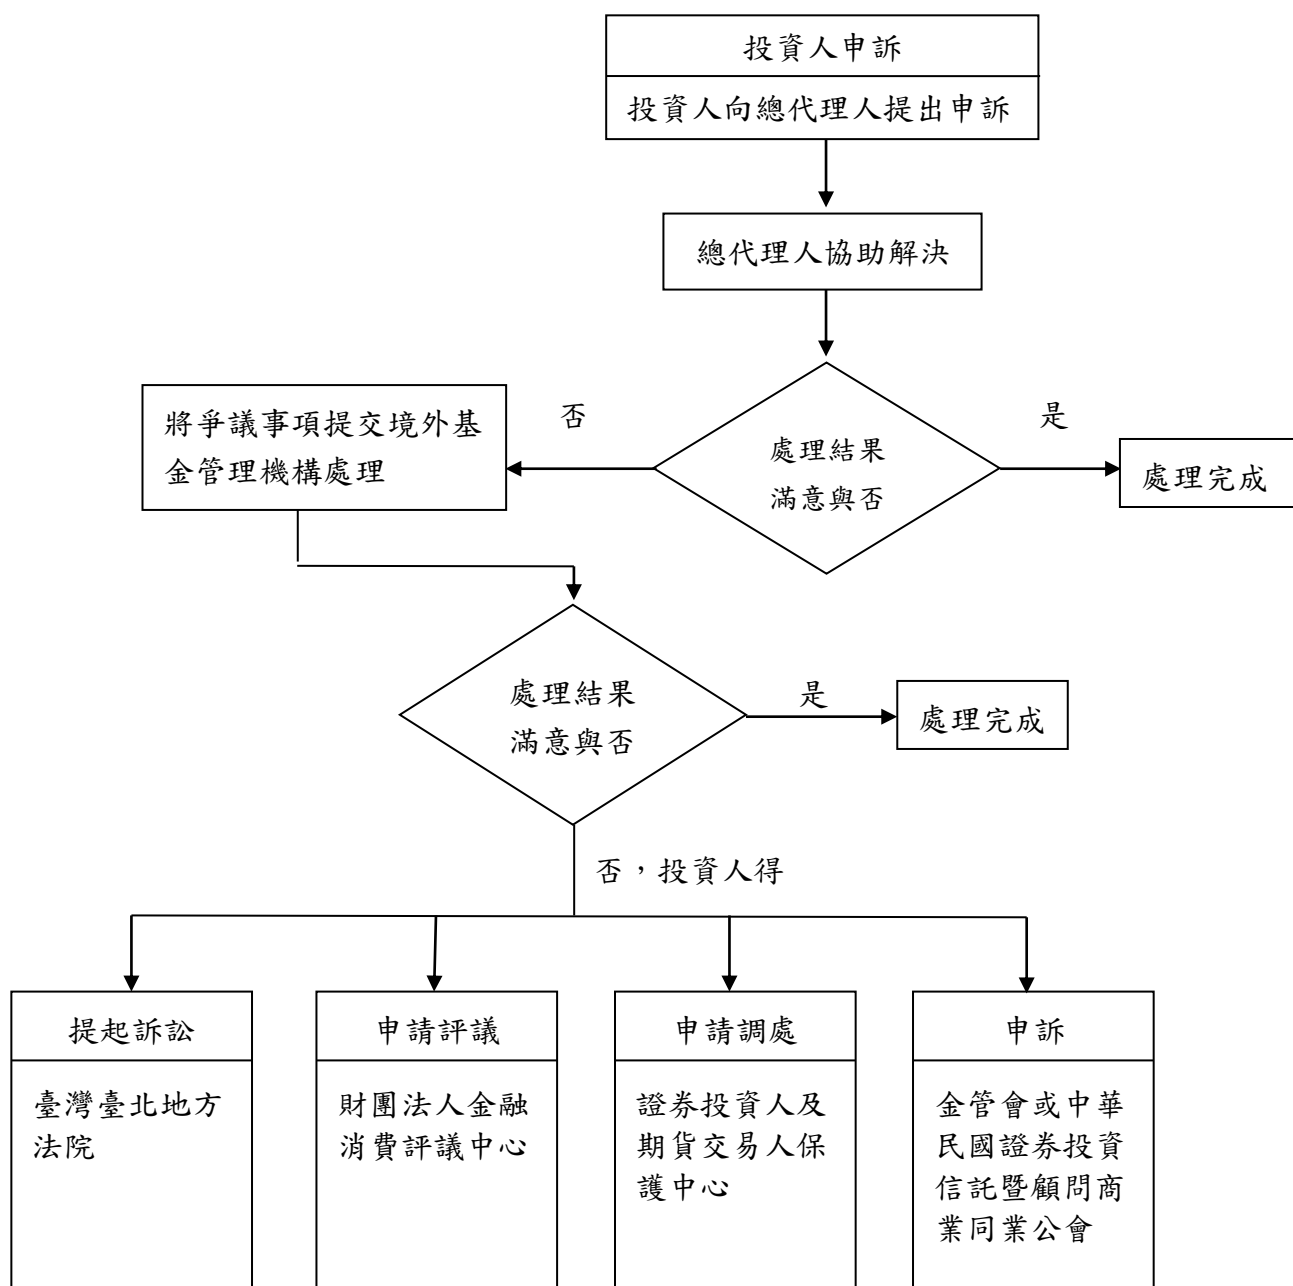 投資人申訴
投資人向總代理人提出申訴
總代理人協助解決
否
是
將爭議事項提交境外基
金管理機構處理
處理結果
滿意與否
處理完成
處理結果
滿意與否
是
處理完成
否，投資人得
提起訴訟
臺灣臺北地方
法院
申請評議
財團法人金融
消費評議中心
申請調處
證券投資人及
期貨交易人保
護中心
申訴
金管會或中華
民國證券投資
信託暨顧問商
業同業公會